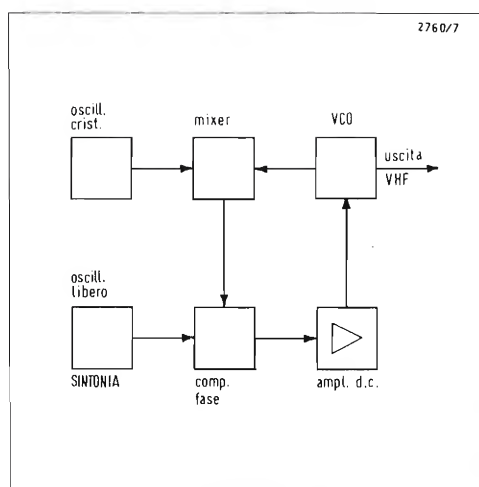 2760/7
oscill.
crist.
mixer
VCO
uscita
VHF
oscill.
libero
SINTONIA
comp.
fase
ampl. d.c.